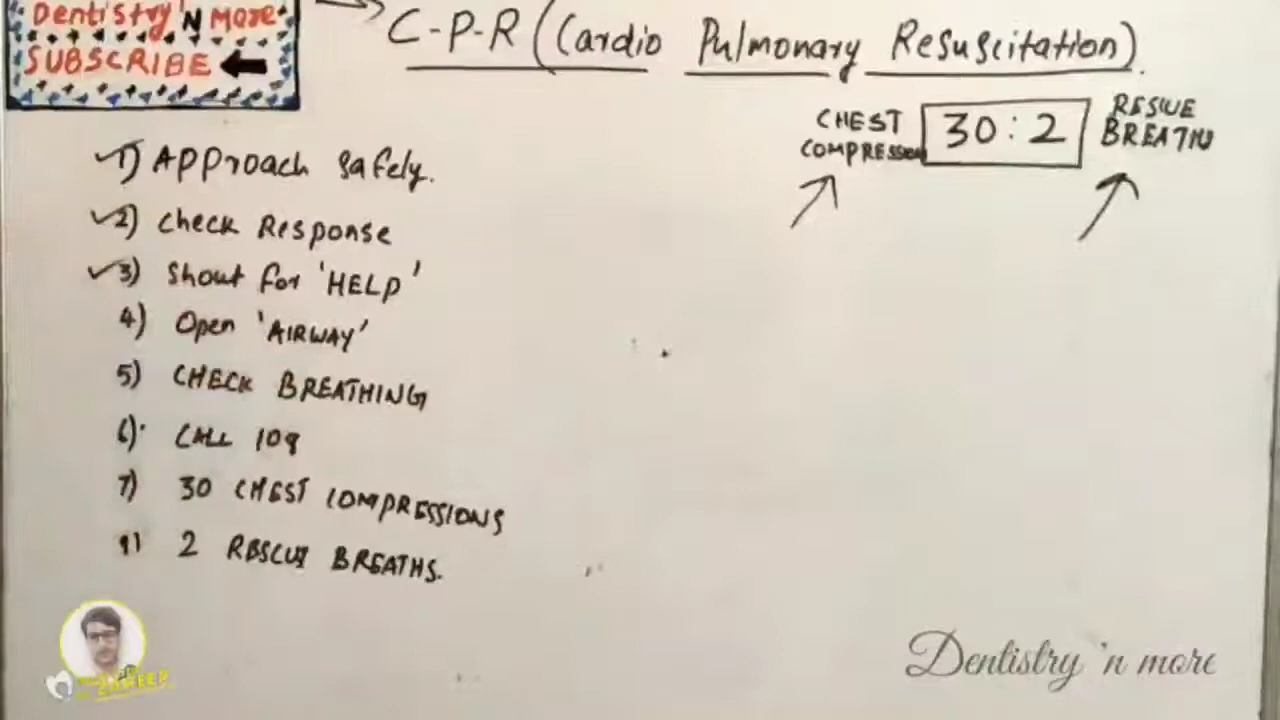 Dentistry 'N More
SUBSCRIBE
C-P-R (Cardio Pulmonary Resuscitation)
CHEST COMPRESSION
30:2
RESCUE BREATH
1) Approach safely.
2) Check Response
3) Shout for 'HELP'
4) Open 'AIRWAY'
5) CHECK BREATHING
6) CALL 108
7) 30 CHEST COMPRESSIONS
2 RESCUE BREATHS.
Dentistry 'n more